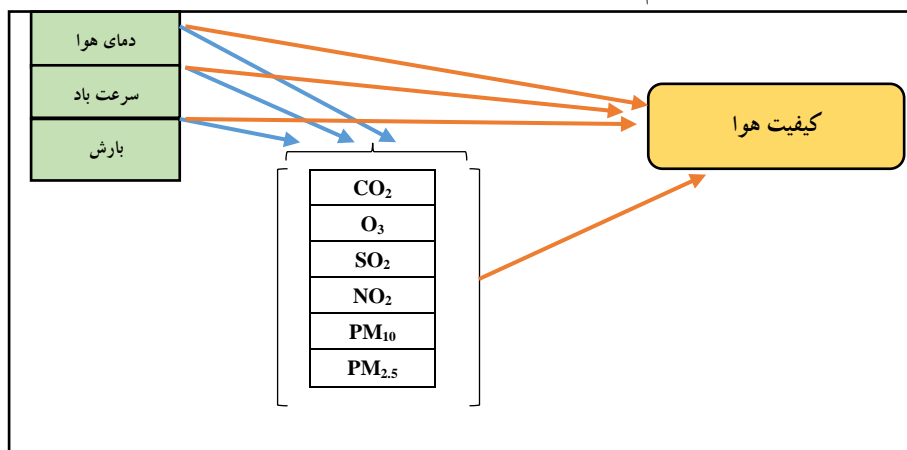 دمای هوا
سرعت باد
بارش
کیفیت هوا
CO₂
O₃
SO₂
NO₂
PM₁₀
PM₂.₅